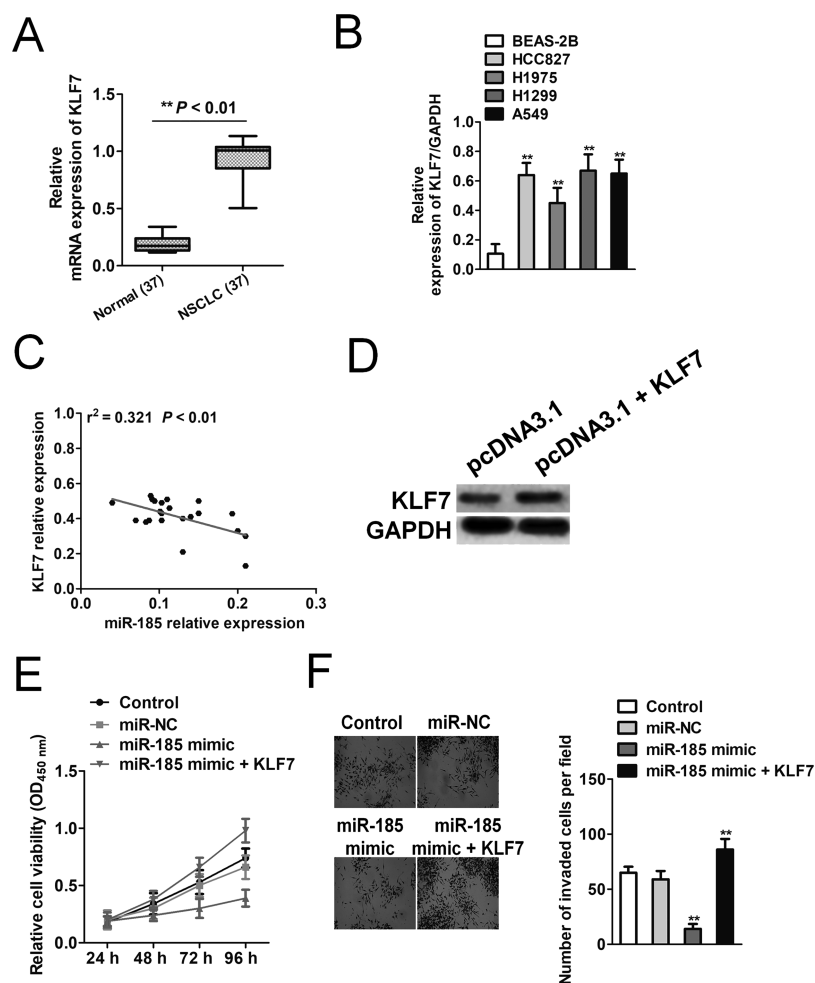 A
Relative
mRNA expression of KLF7
1.5
1.0
0.5
0.0
** P < 0.01
Normal (37)
NSCLC (37)
B
BEAS-2B
HCC827
H1975
H1299
A549
Relative
expression of KLF7/GAPDH
1.0
0.8
0.6
0.4
0.2
0.0
**
**
**
**
C
r2 = 0.321 P < 0.01
KLF7 relative expression
1.0
0.8
0.6
0.4
0.2
0.0
0.0
0.1
0.2
0.3
miR-185 relative expression
D
pcDNA3.1
pcDNA3.1 + KLF7
KLF7
GAPDH
E
Control
miR-NC
miR-185 mimic
miR-185 mimic + KLF7
Relative cell viability (OD450 nm)
1.5
1.0
0.5
0.0
24 h
48 h
72 h
96 h
F
Control
miR-NC
miR-185
mimic
miR-185
mimic + KLF7
Control
miR-NC
miR-185 mimic
miR-185 mimic + KLF7
Number of invaded cells per field
150
100
50
0
**
**